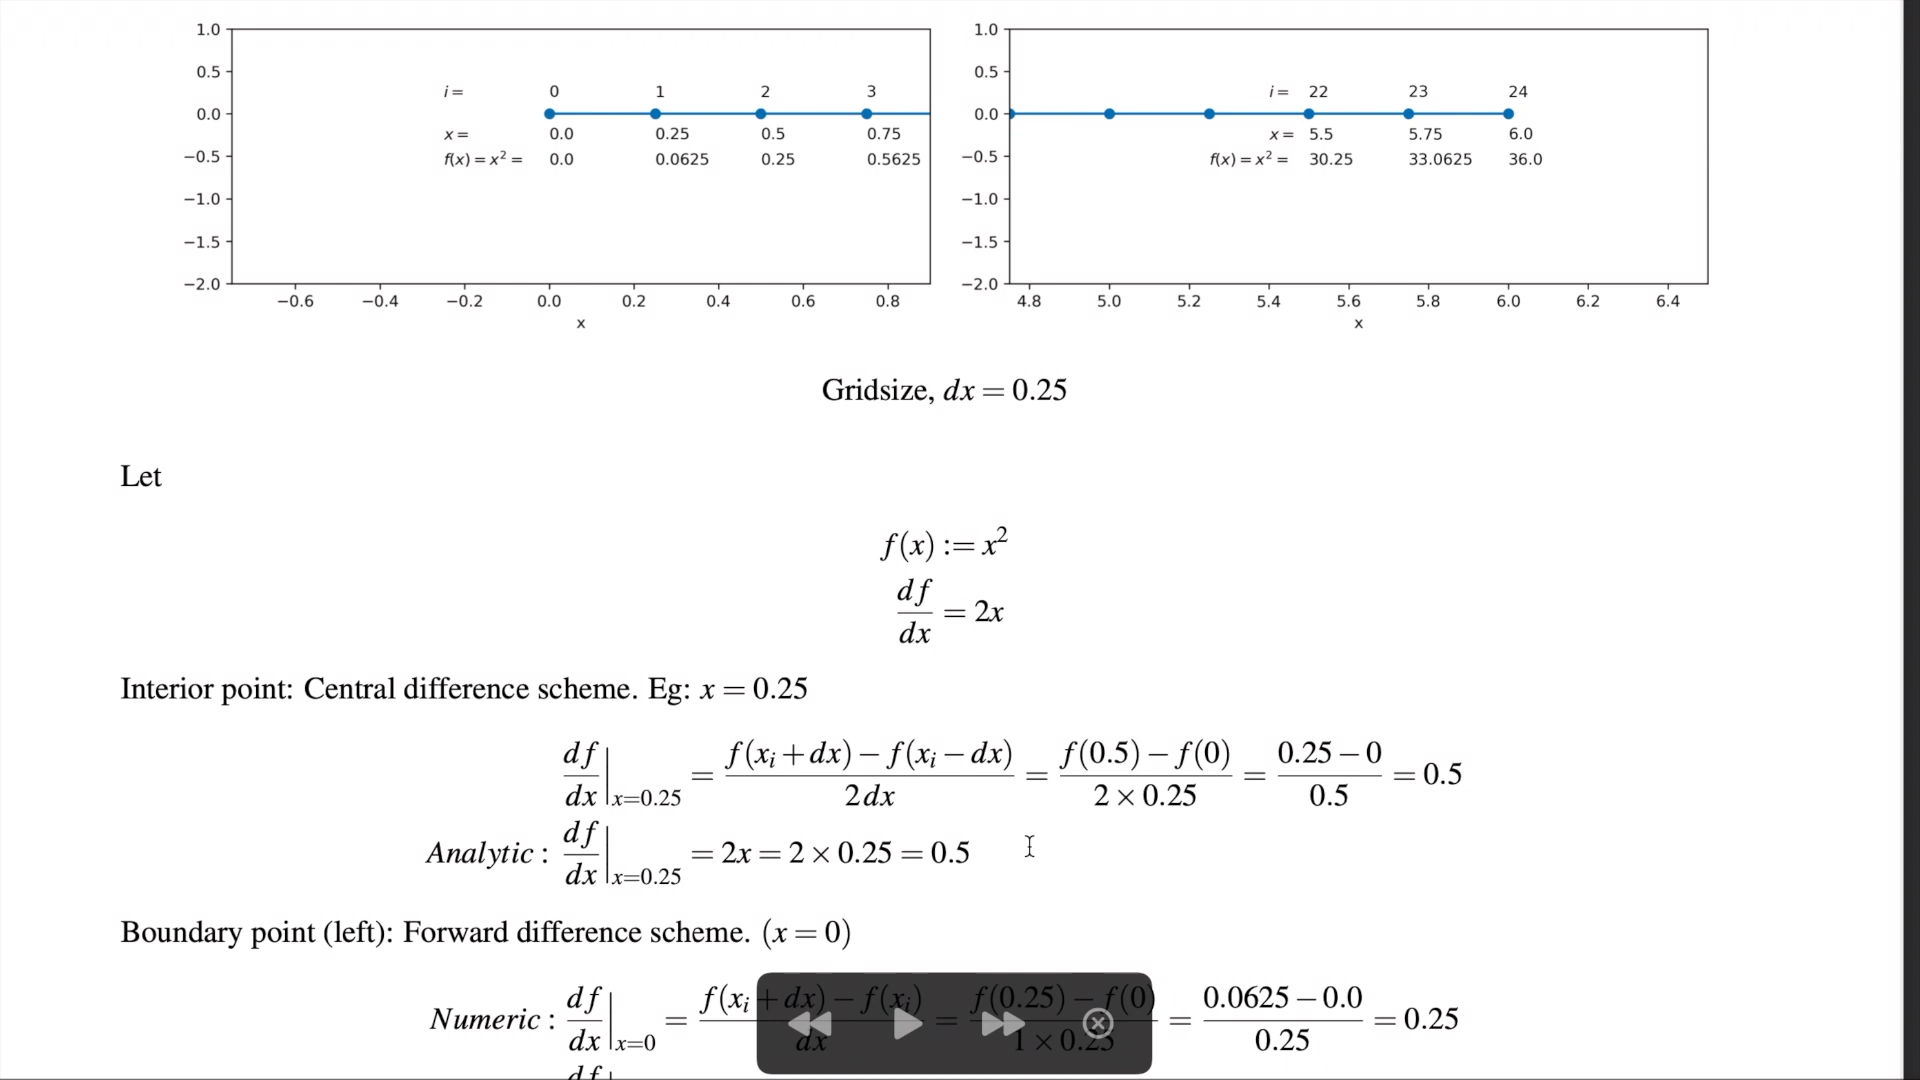 1.0
0.5
0.0
−0.5
−1.0
−1.5
−2.0
i = 0 1 2 3
x = 0.0 0.25 0.5 0.75
f(x) = x² = 0.0 0.0625 0.25 0.5625
−0.6 −0.4 −0.2 0.0 0.2 0.4 0.6 0.8
x
1.0
0.5
0.0
−0.5
−1.0
−1.5
−2.0
i = 22 23 24
x = 5.5 5.75 6.0
f(x) = x² = 30.25 33.0625 36.0
4.8 5.0 5.2 5.4 5.6 5.8 6.0 6.2 6.4
x
Gridsize, dx = 0.25
Let
f(x) := x²
df/dx = 2x
Interior point: Central difference scheme. Eg: x = 0.25
df/dx|x=0.25 = (f(xᵢ + dx) − f(xᵢ − dx))/(2dx) = (f(0.5) − f(0))/(2 × 0.25) = (0.25 − 0)/0.5 = 0.5
Analytic : df/dx|x=0.25 = 2x = 2 × 0.25 = 0.5
Boundary point (left): Forward difference scheme. (x = 0)
Numeric : df/dx|x=0 = (f(xᵢ + dx) − f(xᵢ))/dx = (f(0.25) − f(0))/(1 × 0.25) = (0.0625 − 0.0)/0.25 = 0.25